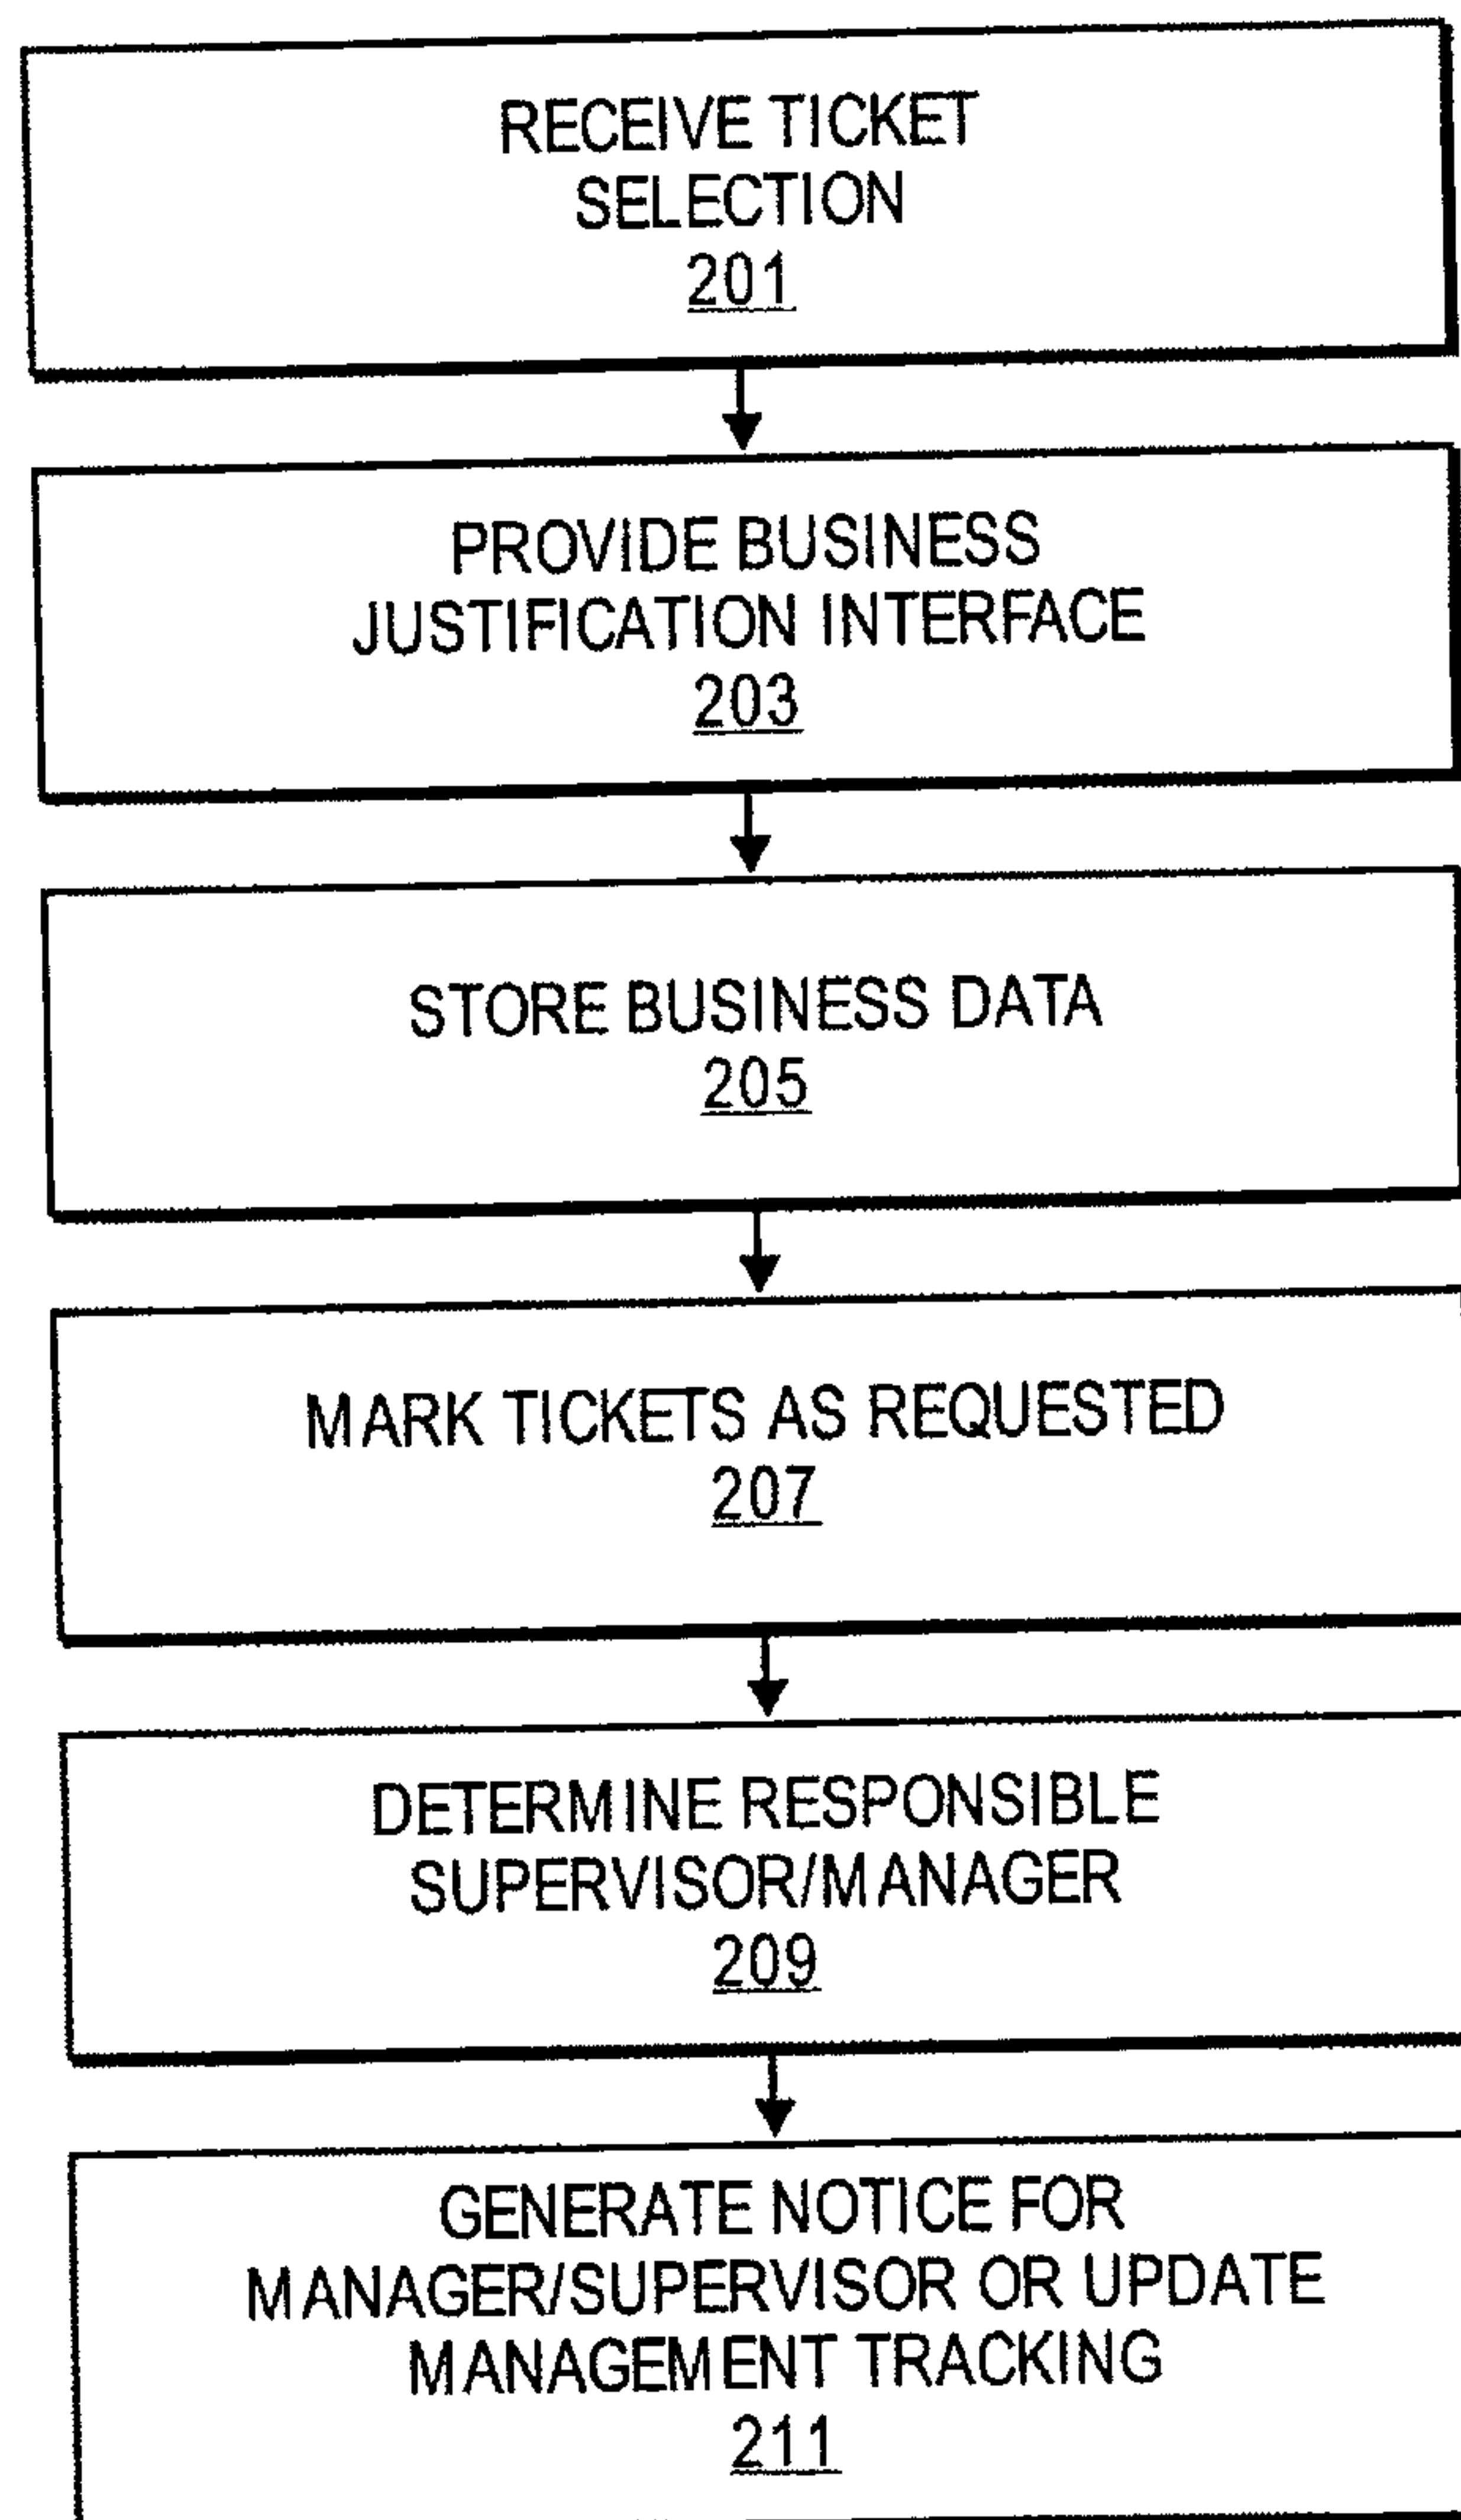 RECEIVE TICKET
SELECTION
201
PROVIDE BUSINESS
JUSTIFICATION INTERFACE
203
STORE BUSINESS DATA
205
MARK TICKETS AS REQUESTED
207
DETERMINE RESPONSIBLE
SUPERVISOR/MANAGER
209
GENERATE NOTICE FOR
MANAGER/SUPERVISOR OR UPDATE
MANAGEMENT TRACKING
211